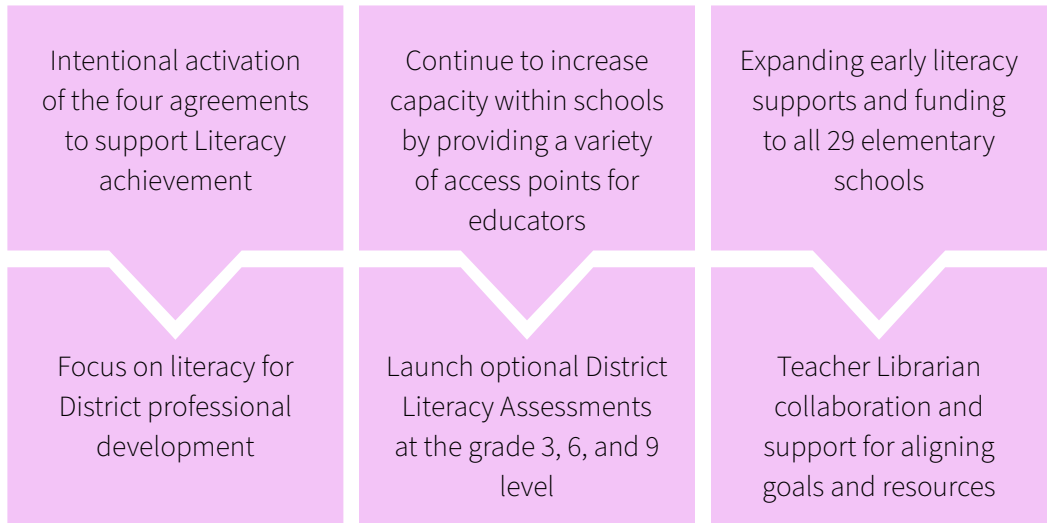 Intentional activation
of the four agreements
to support Literacy
achievement
Continue to increase
capacity within schools
by providing a variety
of access points for
educators
Expanding early literacy
supports and funding
to all 29 elementary
schools
Focus on literacy for
District professional
development
Launch optional District
Literacy Assessments
at the grade 3, 6, and 9
level
Teacher Librarian
collaboration and
support for aligning
goals and resources